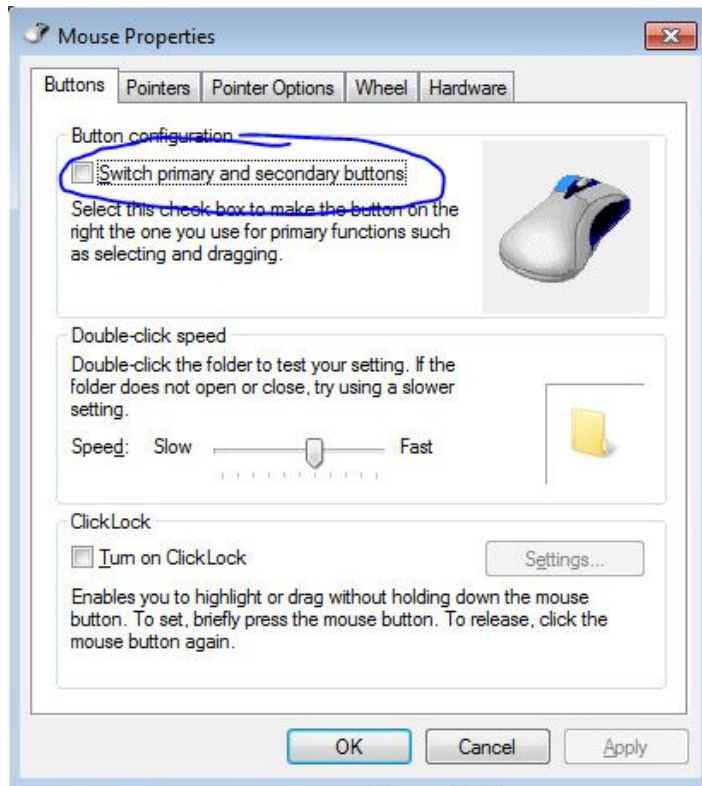 Mouse Properties
Buttons Pointers Pointer Options Wheel Hardware
Button configuration
Switch primary and secondary buttons
Select this check box to make the button on the
right the one you use for primary functions such
as selecting and dragging.
Double-click speed
Double-click the folder to test your setting. If the
folder does not open or close, try using a slower
setting.
Speed: Slow Fast
ClickLock
Turn on ClickLock Settings...
Enables you to highlight or drag without holding down the mouse
button. To set, briefly press the mouse button. To release, click the
mouse button again.
OK Cancel Apply